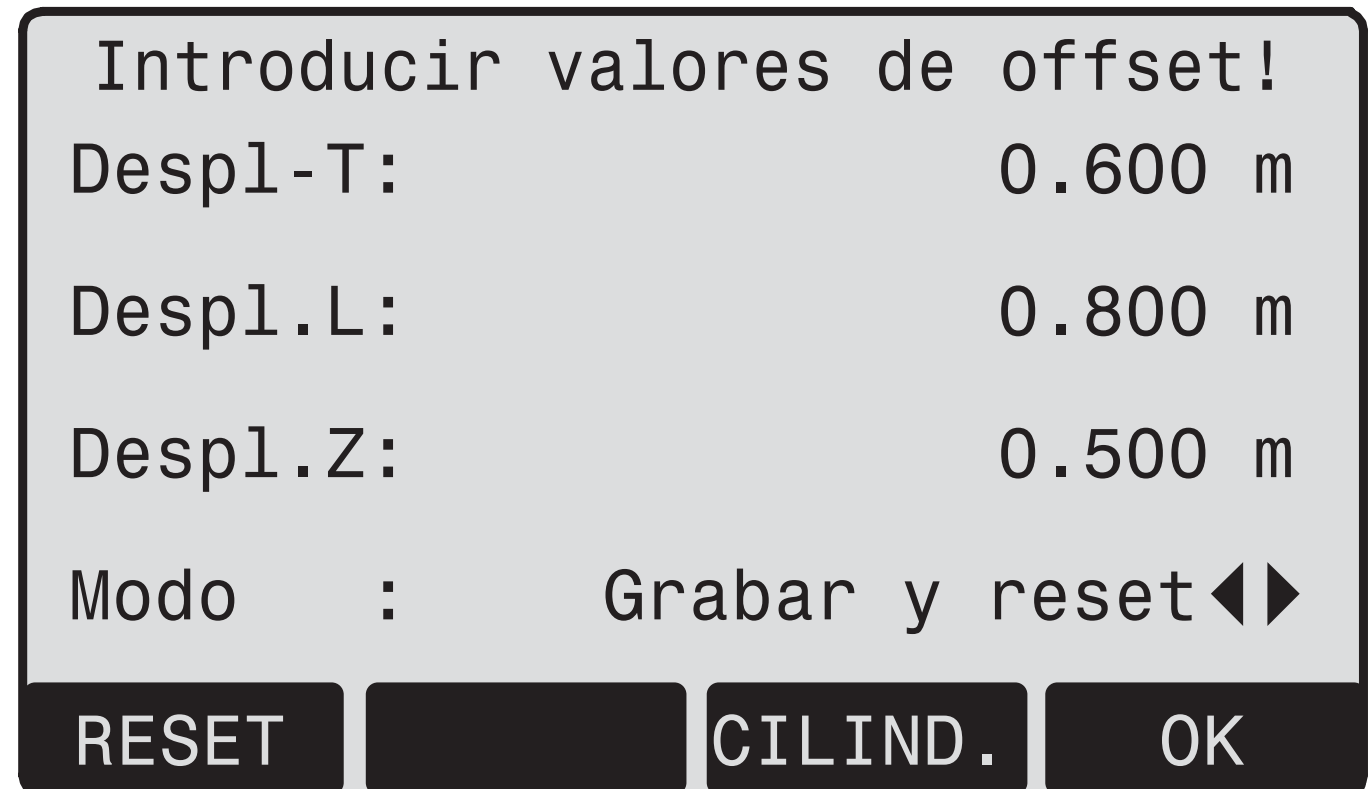 Introducir valores de offset!
Despl-T: 0.600 m
Despl.L: 0.800 m
Despl.Z: 0.500 m
Modo : Grabar y reset
RESET CILIND. OK